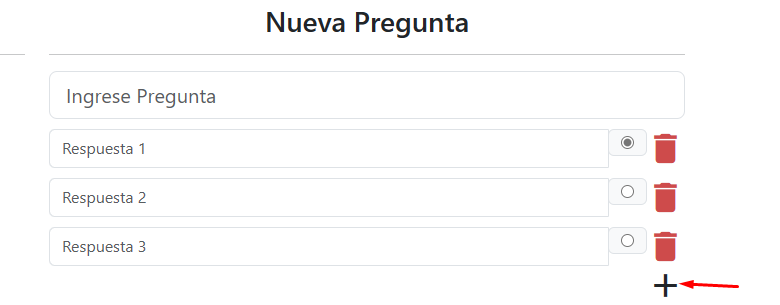 Nueva Pregunta
Ingrese Pregunta
Respuesta 1
Respuesta 2
Respuesta 3